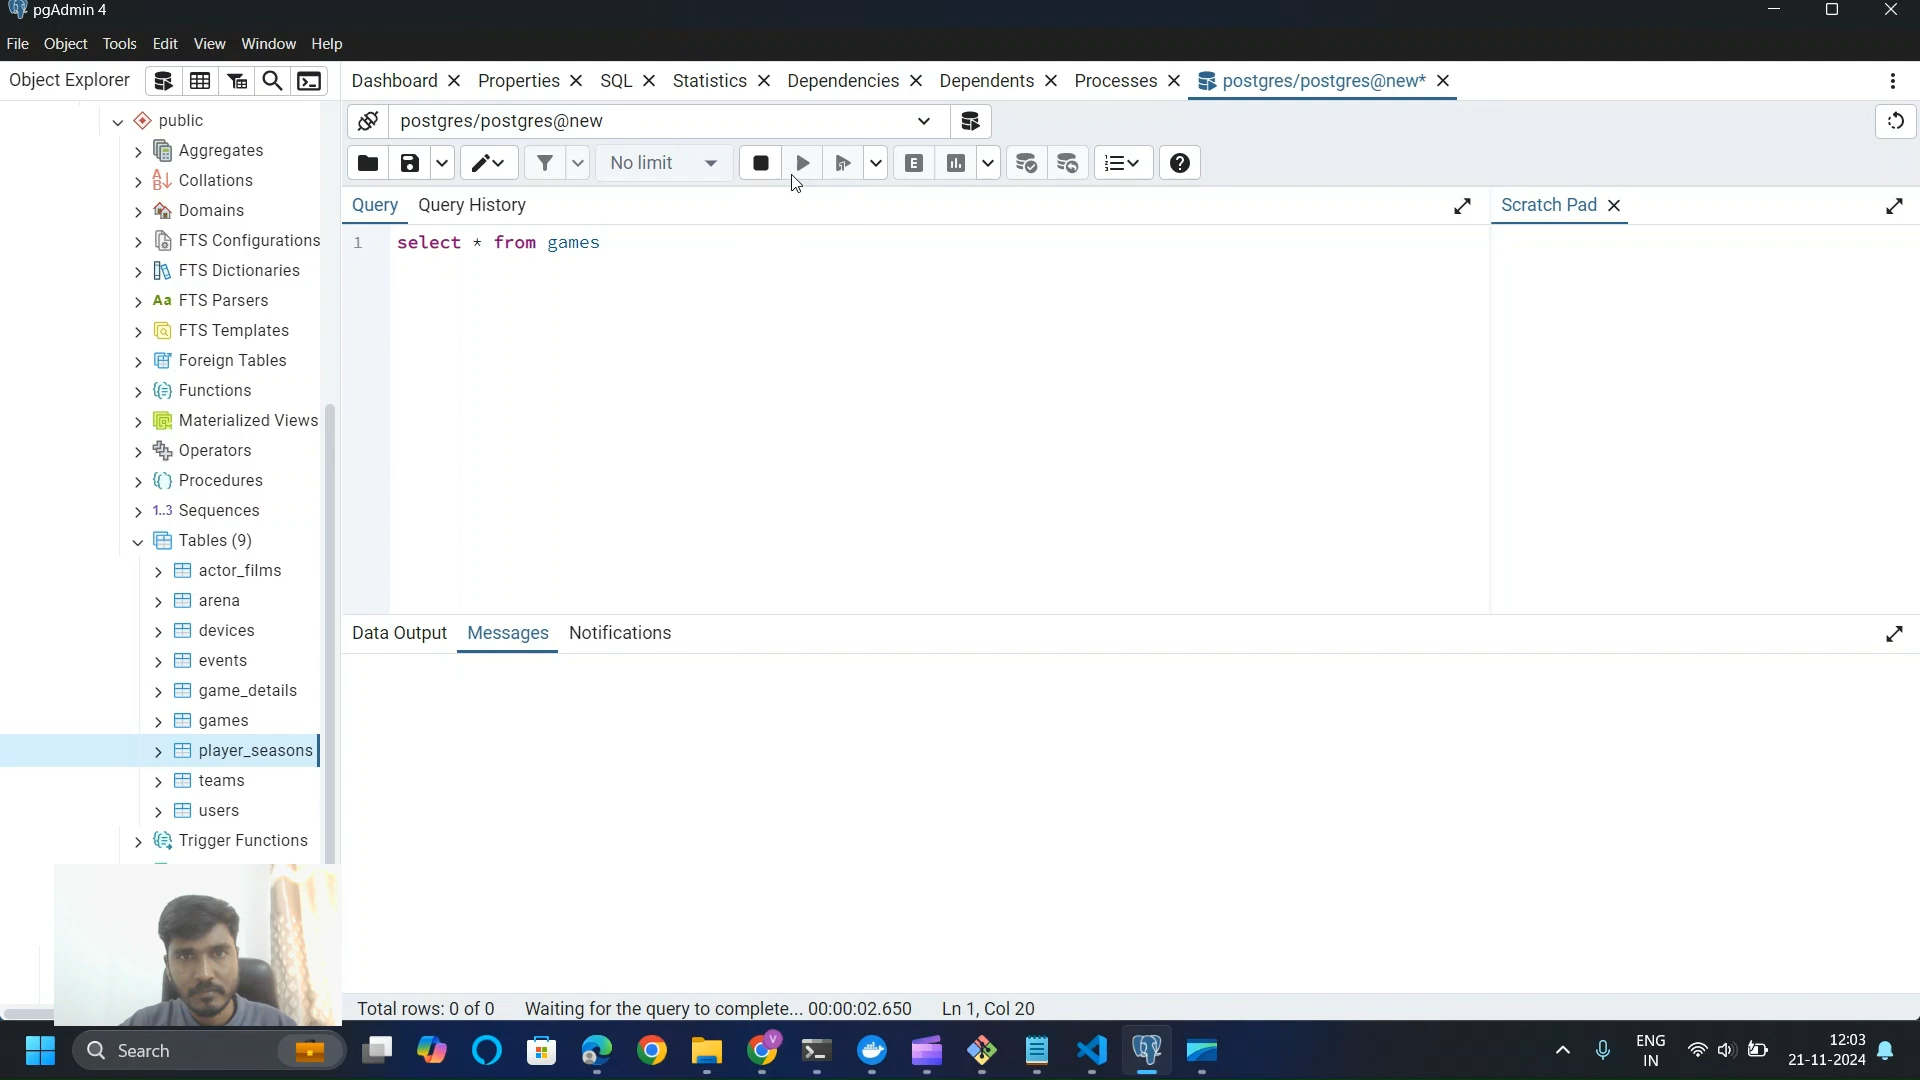 pgAdmin 4
File Object Tools Edit View Window Help
Object Explorer
Dashboard Properties SQL Statistics Dependencies Dependents Processes postgres/postgres@new*
public
Aggregates
Collations
Domains
FTS Configurations
FTS Dictionaries
Aa FTS Parsers
FTS Templates
Foreign Tables
Functions
Materialized Views
Operators
Procedures
1..3 Sequences
Tables (9)
actor_films
arena
devices
events
game_details
games
player_seasons
teams
users
Trigger Functions
postgres/postgres@new
No limit
E
Query Query History
Scratch Pad
1 select * from games
Data Output Messages Notifications
Total rows: 0 of 0 Waiting for the query to complete... 00:00:02.650 Ln 1, Col 20
Search
V
ENG
IN
12:03
21-11-2024